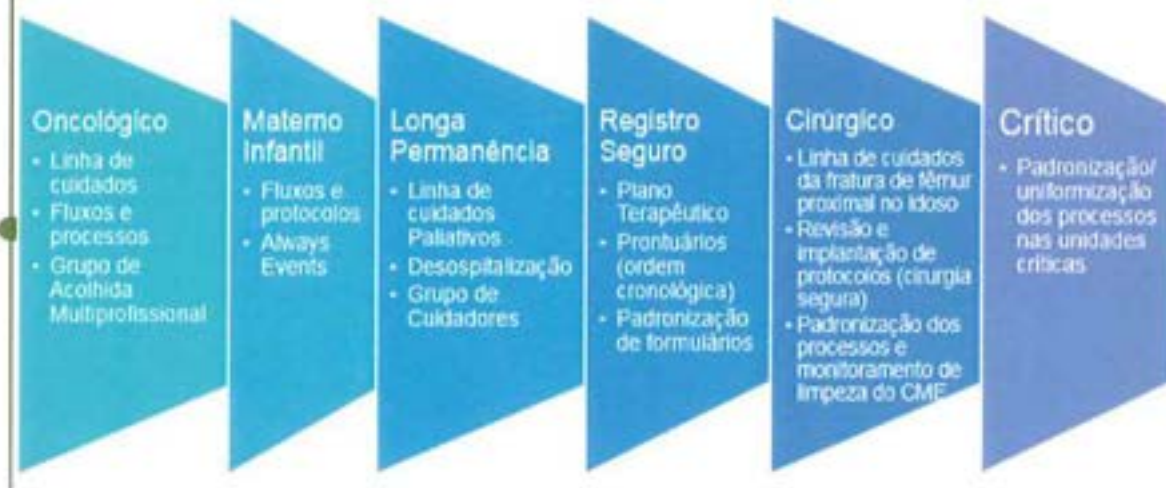 Oncológico
• Linha de
cuidados
• Fluxos e
processos
• Grupo de
Acolhida
Multiprofissional
Materno
Infantil
• Fluxos e
protocolos
• Always
Events
Longa
Permanência
• Linha de
cuidados
Paliativos
• Desospitalização
• Grupo de
Cuidadores
Registro
Seguro
• Plano
Terapêutico
• Prontuários
(ordem
cronológica)
• Padronização
de formulários
Cirúrgico
• Linha de cuidados
da fratura de fêmur
proximal no idoso
• Revisão e
implantação de
protocolos (cirurgia
segura)
• Padronização dos
processos e
monitoramento de
limpeza do CME
Crítico
• Padronização/
uniformização
dos processos
nas unidades
críticas